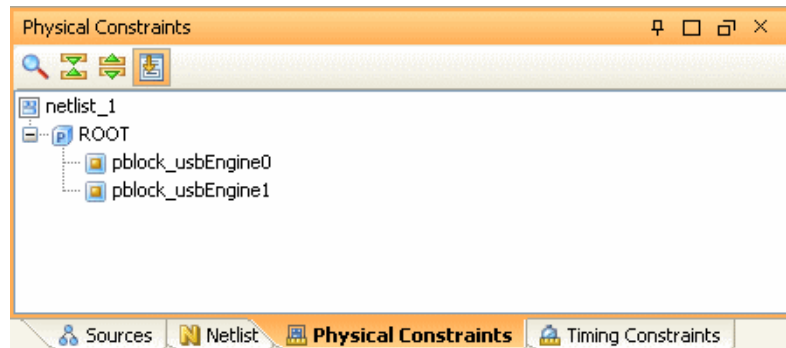 Physical Constraints
netlist_1
ROOT
pblock_usbEngine0
pblock_usbEngine1
Sources Netlist Physical Constraints Timing Constraints